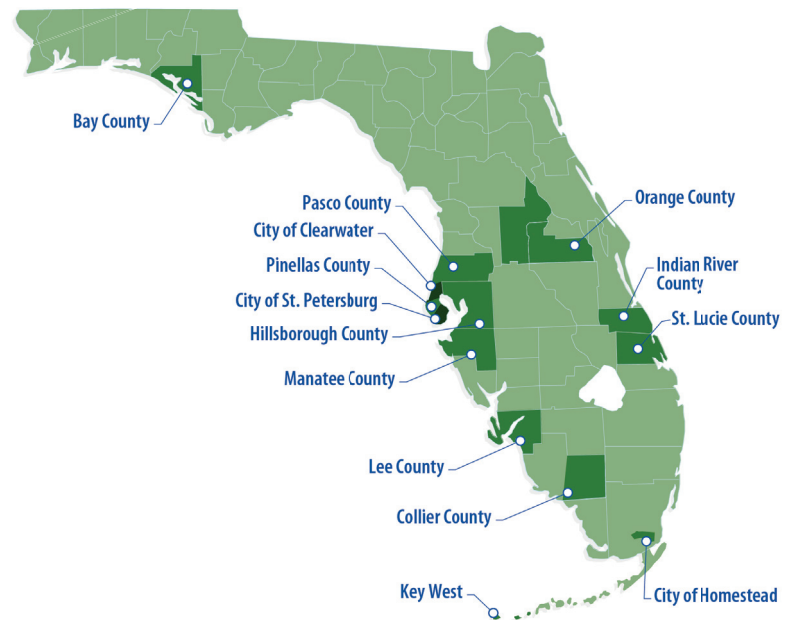 Bay County
Pasco County
City of Clearwater
Pinellas County
City of St. Petersburg
Hillsborough County
Manatee County
Lee County
Collier County
Key West
Orange County
Indian River
County
St. Lucie County
City of Homestead